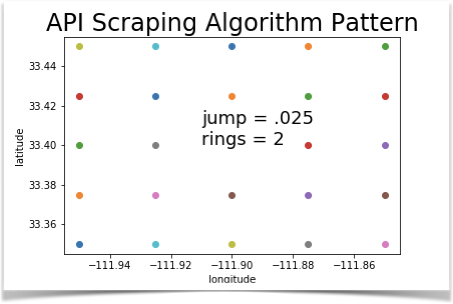 API Scraping Algorithm Pattern
33.44
33.42
33.40
33.38
33.36
latitude
jump = .025
rings = 2
−111.94 −111.92 −111.90 −111.88 −111.86
longitude